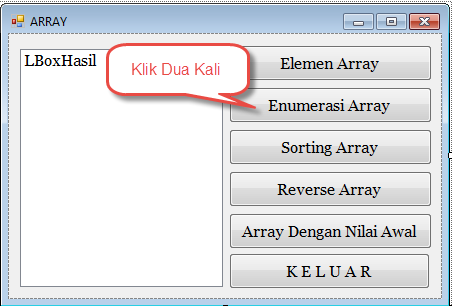 ARRAY
LBoxHasil
Klik Dua Kali
Elemen Array
Enumerasi Array
Sorting Array
Reverse Array
Array Dengan Nilai Awal
K E L U A R